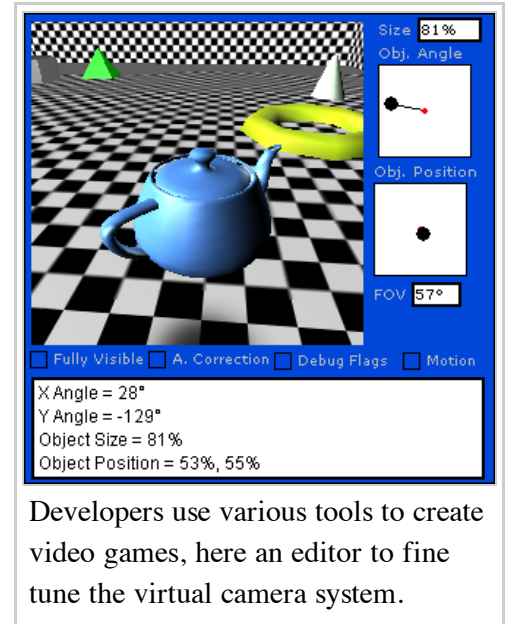 Size 81%
Obj. Angle
Obj. Position
FOV 57°
Fully Visible A. Correction Debug Flags Motion
X Angle = 28°
Y Angle = -129°
Object Size = 81%
Object Position = 53%, 55%
Developers use various tools to create
video games, here an editor to fine
tune the virtual camera system.